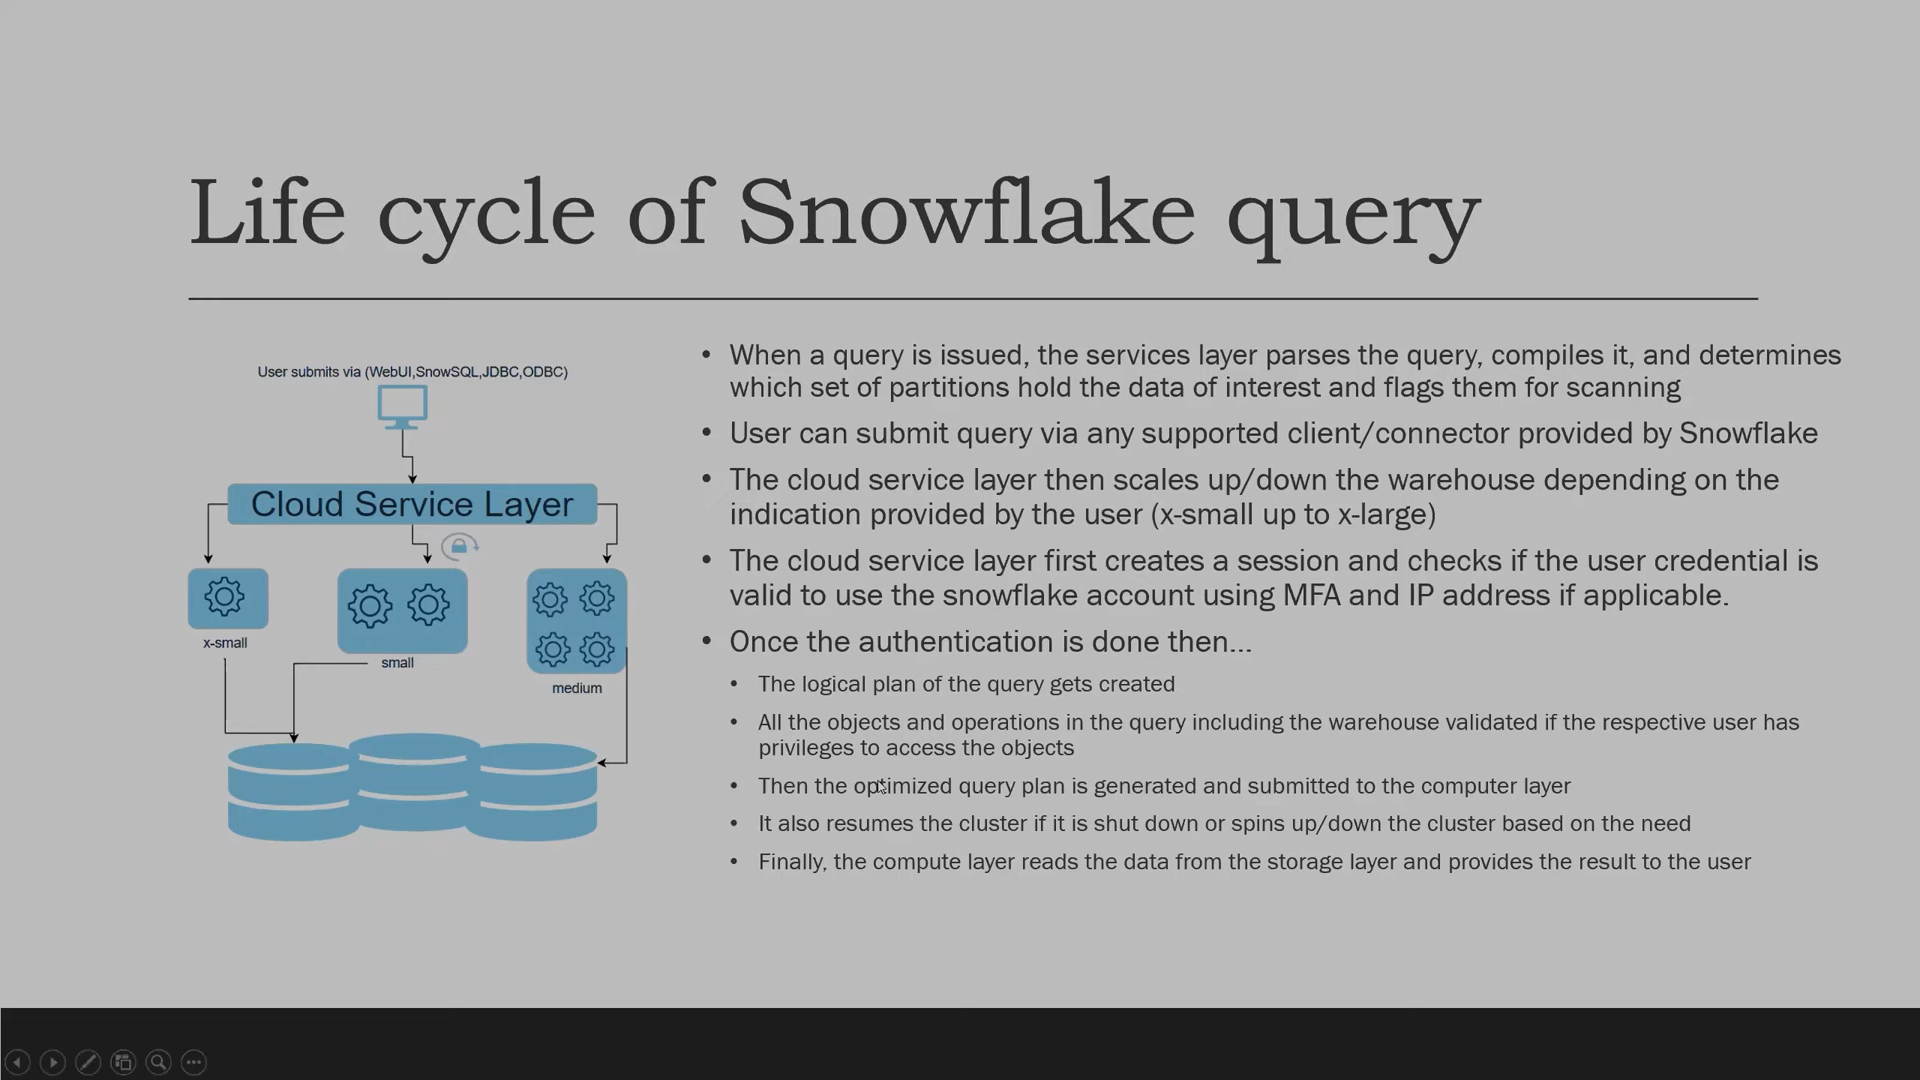 Life cycle of Snowflake query
User submits via (WebUI,SnowSQL,JDBC,ODBC)
Cloud Service Layer
x-small
small
medium
• When a query is issued, the services layer parses the query, compiles it, and determines
which set of partitions hold the data of interest and flags them for scanning
• User can submit query via any supported client/connector provided by Snowflake
• The cloud service layer then scales up/down the warehouse depending on the
indication provided by the user (x-small up to x-large)
• The cloud service layer first creates a session and checks if the user credential is
valid to use the snowflake account using MFA and IP address if applicable.
• Once the authentication is done then...
• The logical plan of the query gets created
• All the objects and operations in the query including the warehouse validated if the respective user has
privileges to access the objects
• Then the optimized query plan is generated and submitted to the computer layer
• It also resumes the cluster if it is shut down or spins up/down the cluster based on the need
• Finally, the compute layer reads the data from the storage layer and provides the result to the user